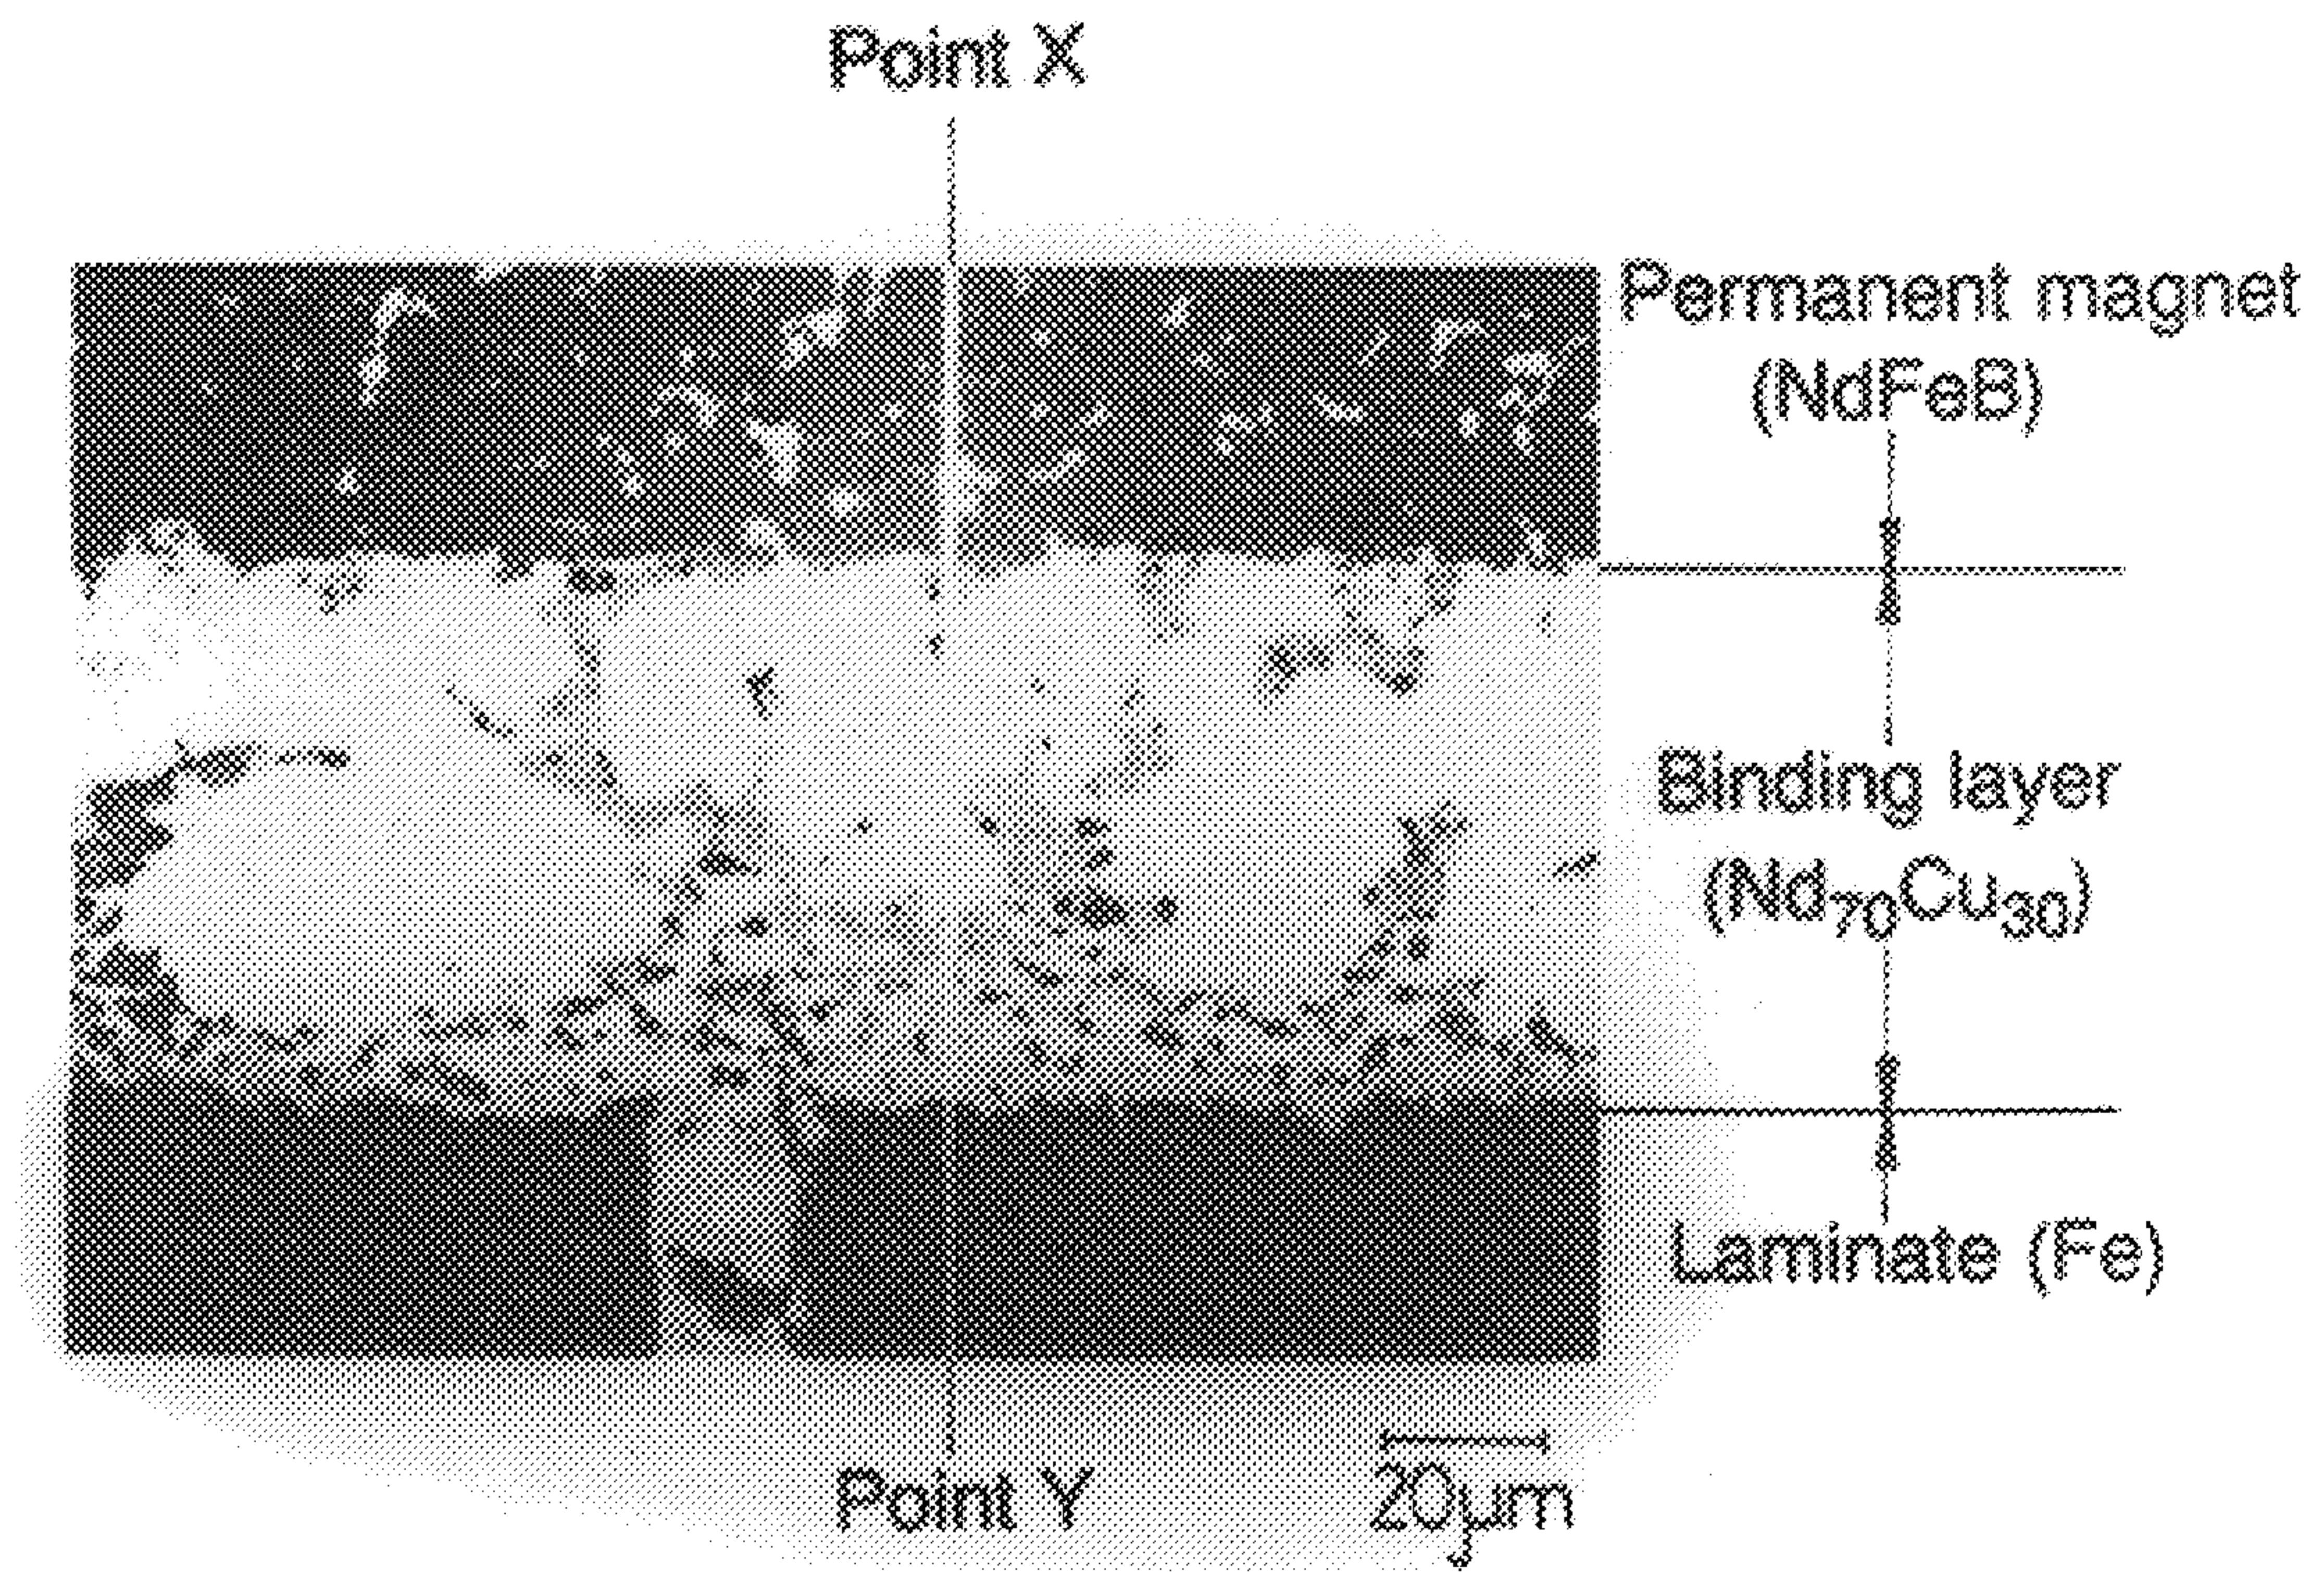 Point X
Permanent magnet
(NdFeB)
Binding layer
(Nd₇₀Cu₃₀)
Laminate (Fe)
Point Y
20μm